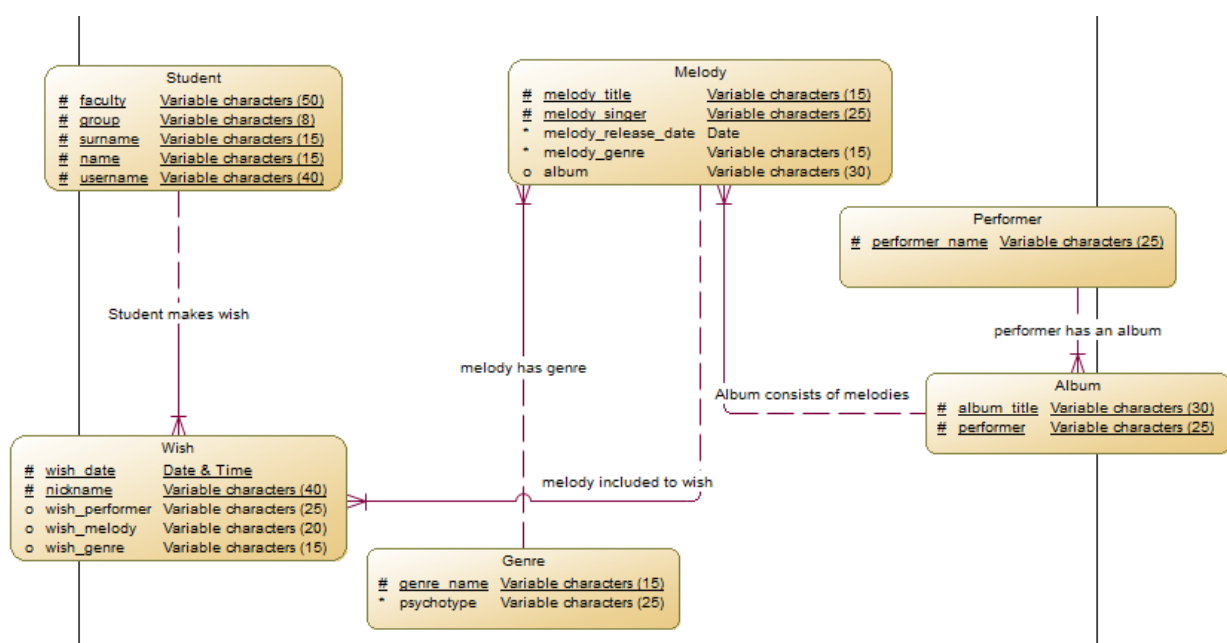 Student
# faculty Variable characters (50)
# group Variable characters (8)
# surname Variable characters (15)
# name Variable characters (15)
# username Variable characters (40)
Melody
# melody_title Variable characters (15)
# melody_singer Variable characters (25)
* melody_release_date Date
* melody_genre Variable characters (15)
o album Variable characters (30)
Performer
# performer_name Variable characters (25)
Student makes wish
performer has an album
melody has genre
Album consists of melodies
Album
# album_title Variable characters (30)
# performer Variable characters (25)
Wish
# wish_date Date & Time
# nickname Variable characters (40)
o wish_performer Variable characters (25)
o wish_melody Variable characters (20)
o wish_genre Variable characters (15)
melody included to wish
Genre
# genre_name Variable characters (15)
* psychotype Variable characters (25)